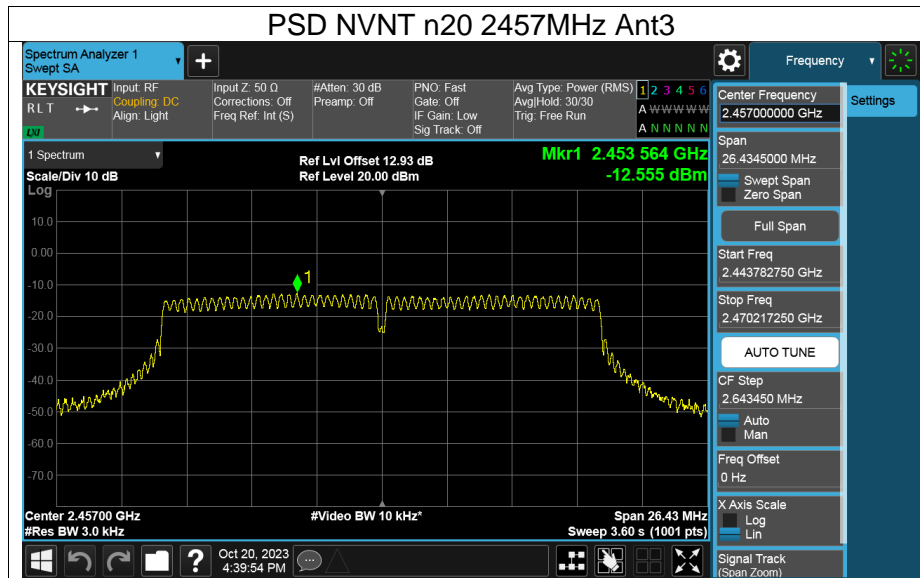 PSD NVNT n20 2457MHz Ant3
Spectrum Analyzer 1
Swept SA
+
Frequency
KEYSIGHT
R L T
LXI
Input: RF
Coupling: DC
Align: Light
Input Z: 50 Ω
Corrections: Off
Freq Ref: Int (S)
#Atten: 30 dB
Preamp: Off
PNO: Fast
Gate: Off
IF Gain: Low
Sig Track: Off
Avg Type: Power (RMS)
Avg|Hold: 30/30
Trig: Free Run
1 2 3 4 5 6
A W W W W W
A N N N N N
1 Spectrum
Scale/Div 10 dB
Log
Ref Lvl Offset 12.93 dB
Ref Level 20.00 dBm
Mkr1 2.453 564 GHz
-12.555 dBm
10.0
0.00
-10.0
-20.0
-30.0
-40.0
-50.0
-60.0
-70.0
1
Center 2.45700 GHz
#Res BW 3.0 kHz
#Video BW 10 kHz*
Span 26.43 MHz
Sweep 3.60 s (1001 pts)
Center Frequency
2.457000000 GHz
Span
26.4345000 MHz
Swept Span
Zero Span
Full Span
Start Freq
2.443782750 GHz
Stop Freq
2.470217250 GHz
AUTO TUNE
CF Step
2.643450 MHz
Auto
Man
Freq Offset
0 Hz
X Axis Scale
Log
Lin
Signal Track
(Span Zoom)
Settings
?
Oct 20, 2023
4:39:54 PM